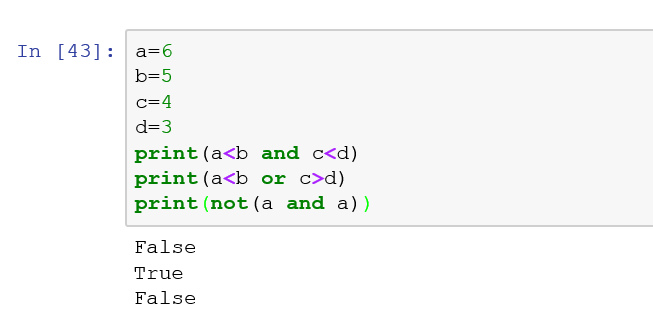 In [43]: a=6
b=5
c=4
d=3
print(a<b and c<d)
print(a<b or c>d)
print(not(a and a))
False
True
False